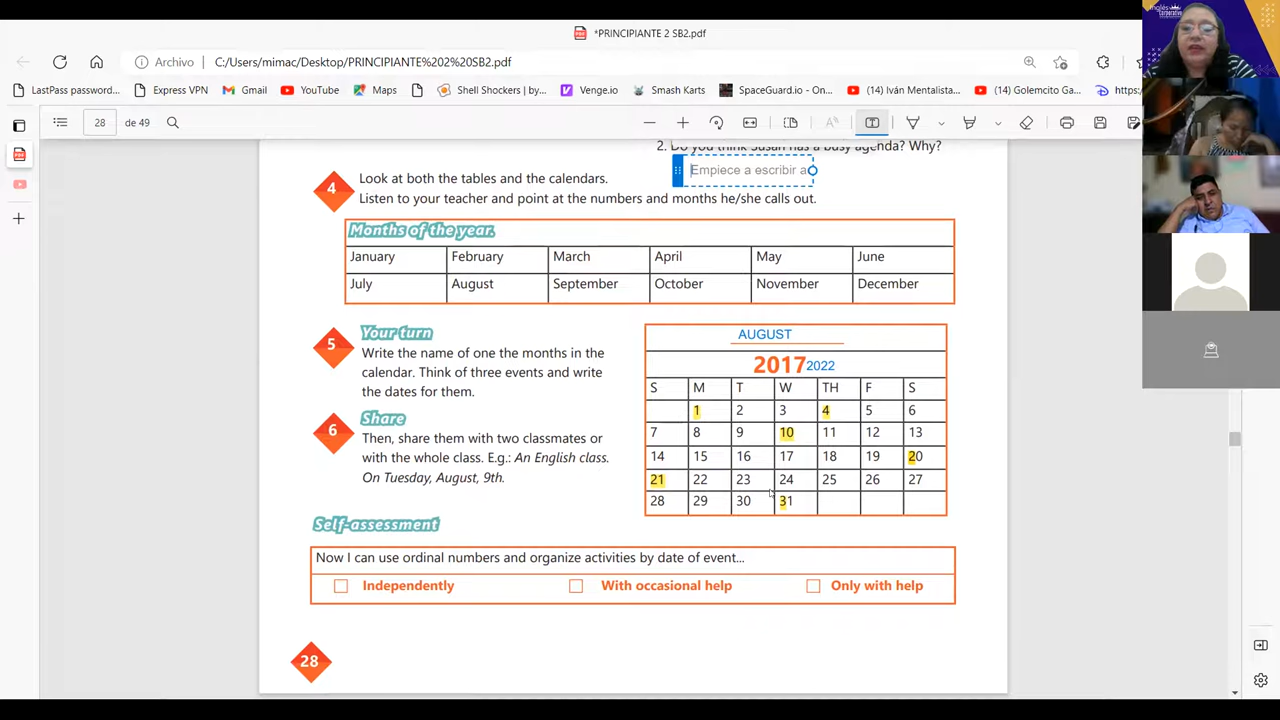 *PRINCIPIANTE 2 SB2.pdf
Archivo C:/Users/mimac/Desktop/PRINCIPIANTE%202%20SB2.pdf
LastPass password... Express VPN Gmail YouTube Maps Shell Shockers | by... Venge.io Smash Karts SpaceGuard.io - On... (14) Iván Mentalista... (14) Golemcito Ga... https:
28 de 49
2. Do you think Susan has a busy agenda? Why?
Empiece a escribir a
4 Look at both the tables and the calendars.
Listen to your teacher and point at the numbers and months he/she calls out.
Months of the year.
January February March April May June
July August September October November December
5 Your turn
Write the name of one the months in the
calendar. Think of three events and write
the dates for them.
6 Share
Then, share them with two classmates or
with the whole class. E.g.: An English class.
On Tuesday, August, 9th.
AUGUST
2017 2022
S M T W TH F S
1 2 3 4 5 6
7 8 9 10 11 12 13
14 15 16 17 18 19 20
21 22 23 24 25 26 27
28 29 30 31
Self-assessment
Now I can use ordinal numbers and organize activities by date of event...
Independently With occasional help Only with help
28
Inglés
corporativo